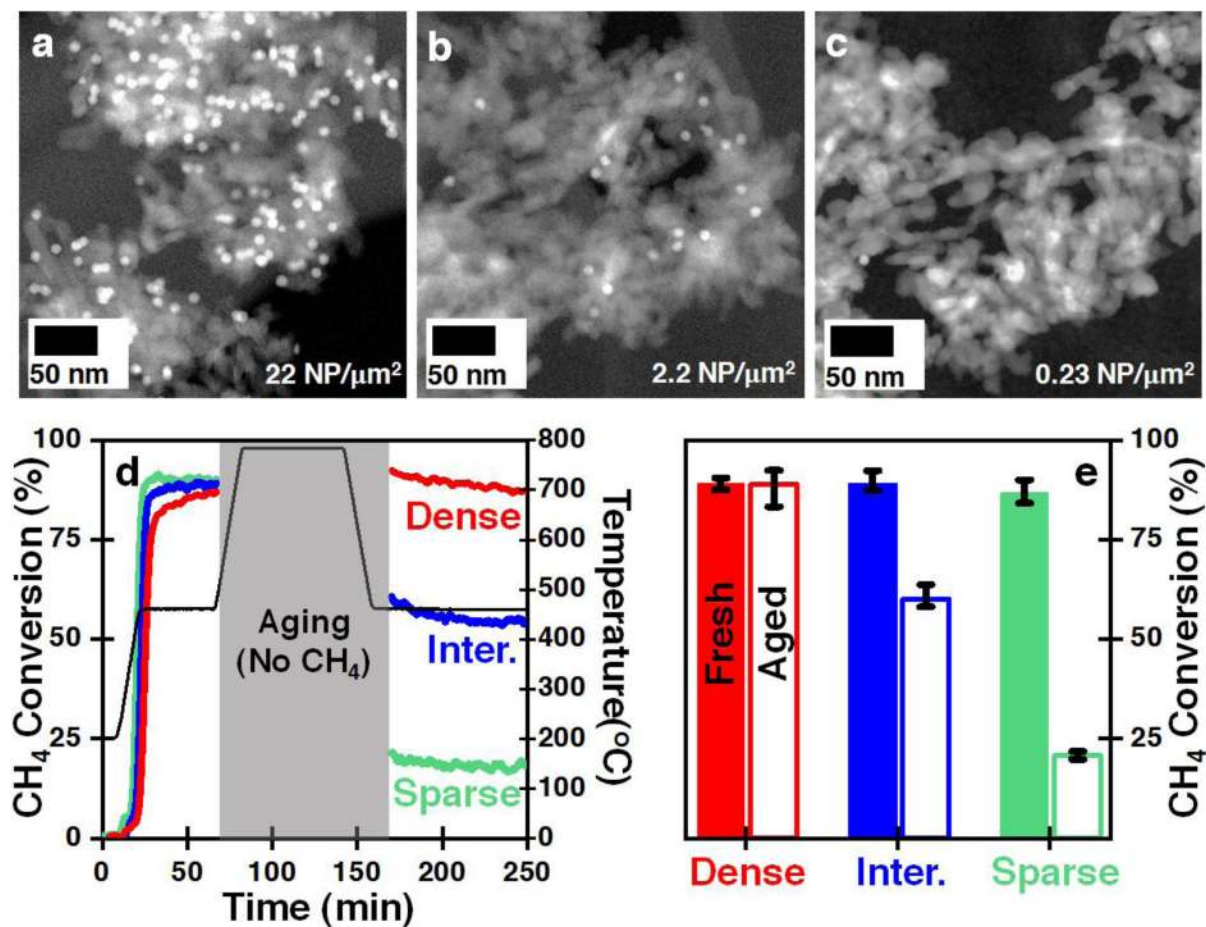 a
50 nm
22 NP/μm²
b
50 nm
2.2 NP/μm²
c
50 nm
0.23 NP/μm²
d
CH₄ Conversion (%)
100
75
50
25
0
Aging
(No CH₄)
Dense
Inter.
Sparse
800
700
600
500
400
300
200
100
0
Temperature(°C)
0 50 100 150 200 250
Time (min)
e
Fresh
Aged
100
75
50
25
0
CH₄ Conversion (%)
Dense Inter. Sparse